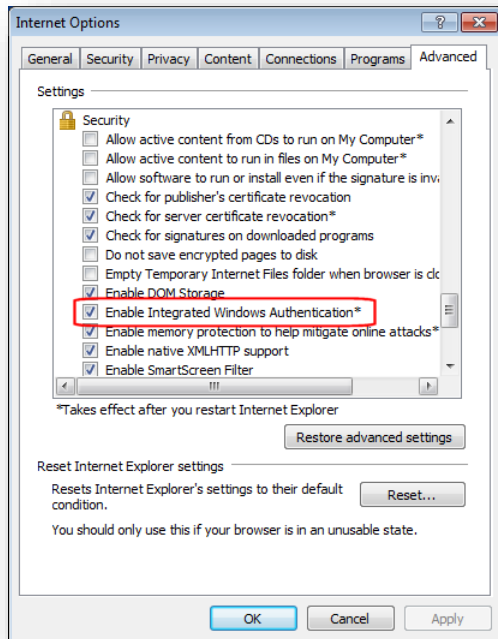 Internet Options
General Security Privacy Content Connections Programs Advanced
Settings
Security
Allow active content from CDs to run on My Computer*
Allow active content to run in files on My Computer*
Allow software to run or install even if the signature is inva
Check for publisher's certificate revocation
Check for server certificate revocation*
Check for signatures on downloaded programs
Do not save encrypted pages to disk
Empty Temporary Internet Files folder when browser is clo
Enable DOM Storage
Enable Integrated Windows Authentication*
Enable memory protection to help mitigate online attacks*
Enable native XMLHTTP support
Enable SmartScreen Filter
*Takes effect after you restart Internet Explorer
Restore advanced settings
Reset Internet Explorer settings
Resets Internet Explorer's settings to their default
condition.
Reset...
You should only use this if your browser is in an unusable state.
OK Cancel Apply